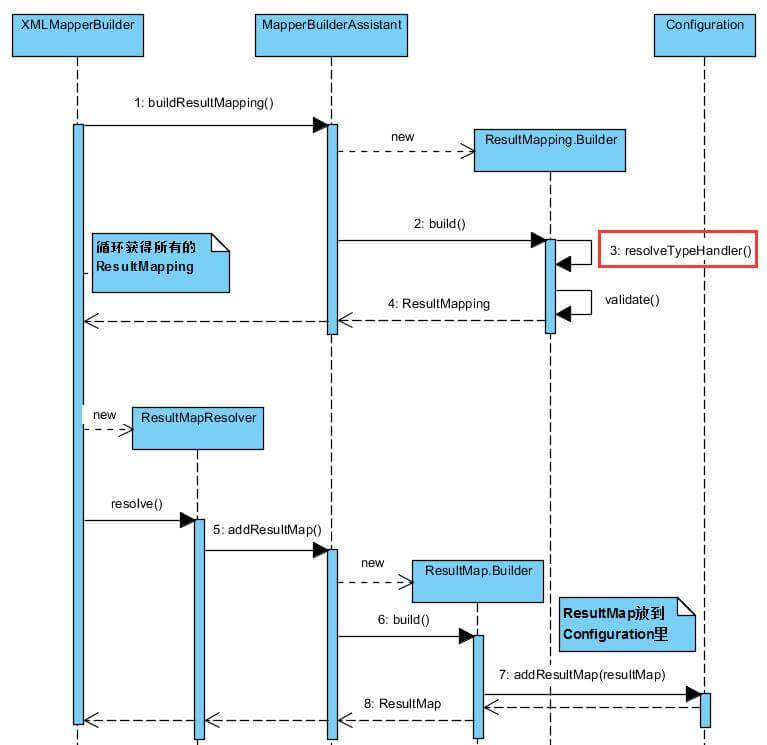 XMLMapperBuilder
MapperBuilderAssistant
Configuration
1: buildResultMapping()
new
ResultMapping.Builder
2: build()
3: resolveTypeHandler()
循环获得所有的
ResultMapping
4: ResultMapping
validate()
new
ResultMapResolver
resolve()
5: addResultMap()
new
ResultMap.Builder
6: build()
ResultMap放到
Configuration里
7: addResultMap(resultMap)
8: ResultMap